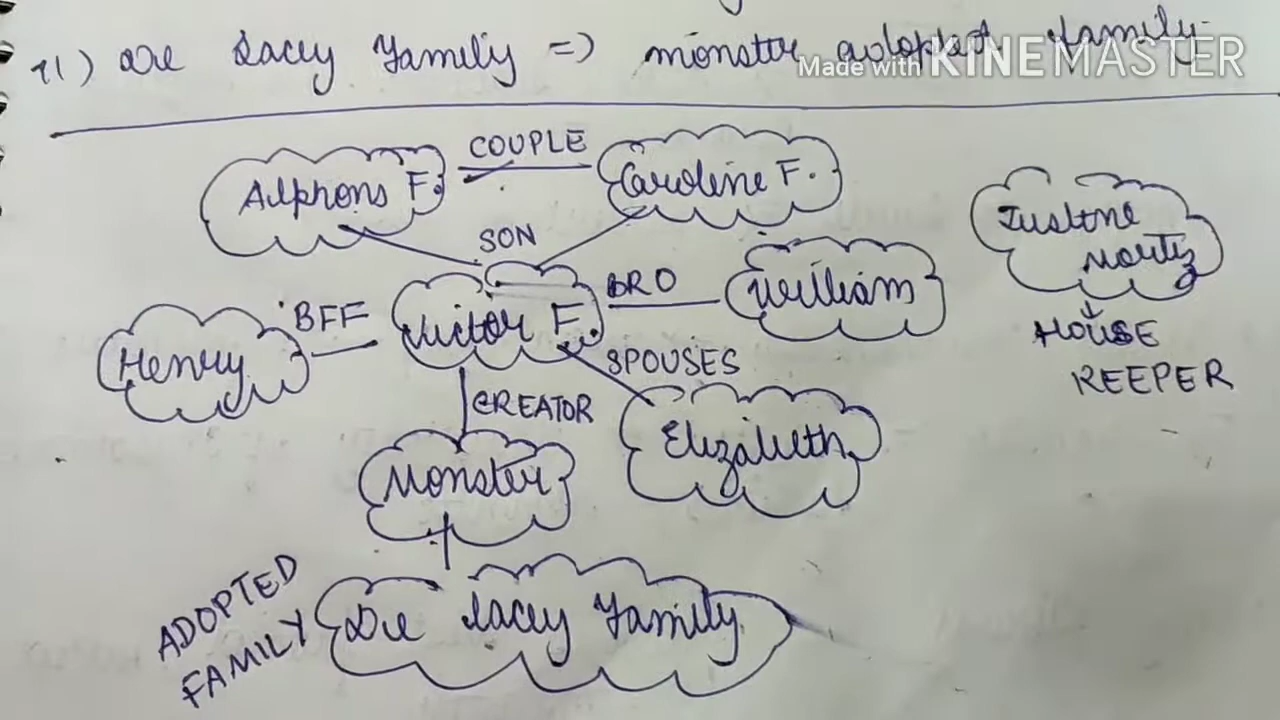 11) De Lacey Family => monster adopted family
Made with KINEMASTER
Alphons F.
COUPLE
Caroline F.
SON
Justine
Moritz
HOUSE
KEEPER
Henry
BFF
Victor F.
BRO
William
SPOUSES
CREATOR
Elizabeth
Monster
ADOPTED
FAMILY
De Lacey Family